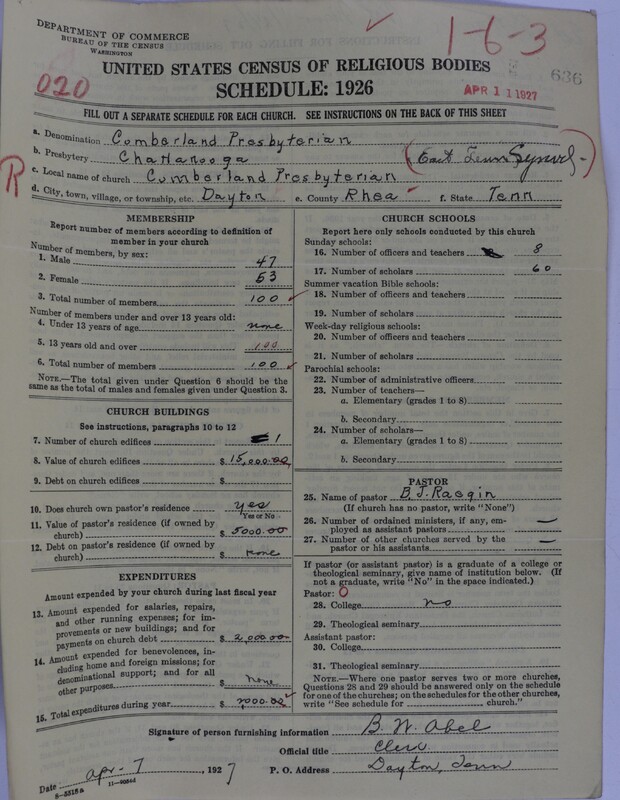 DEPARTMENT OF COMMERCE
BUREAU OF THE CENSUS
WASHINGTON
1-6-3
UNITED STATES CENSUS OF RELIGIOUS BODIES
636
020
SCHEDULE: 1926
APR 11 1927
FILL OUT A SEPARATE SCHEDULE FOR EACH CHURCH. SEE INSTRUCTIONS ON THE BACK OF THIS SHEET
a. Denomination Comberland Presbyterian
b. Presbytery Chattanooga (East Tenn Synod)
R
c. Local name of church Cumberland Presbyterian
d. City, town, village, or township, etc. Dayton e. County Rhea f. State Tenn
MEMBERSHIP
Report number of members according to definition of
member in your church
Number of members, by sex:
1. Male 47
2. Female 53
3. Total number of members 100
Number of members under and over 13 years old:
4. Under 13 years of age none
5. 13 years old and over 100
6. Total number of members 100
NOTE.—The total given under Question 6 should be the
same as the total of males and females given under Question 3.
CHURCH BUILDINGS
See instructions, paragraphs 10 to 12
7. Number of church edifices 1
8. Value of church edifices $ 15,000.00
9. Debt on church edifices $
10. Does church own pastor's residence yes
Yes or No
11. Value of pastor's residence (if owned by
church) $ 5000.00
12. Debt on pastor's residence (if owned by
church) $ none
EXPENDITURES
Amount expended by your church during last fiscal year
13. Amount expended for salaries, repairs,
and other running expenses; for im-
provements or new buildings; and for
payments on church debt $ 2,000.00
14. Amount expended for benevolences, in-
cluding home and foreign missions; for
denominational support; and for all
other purposes $ None
15. Total expenditures during year $ 2000.00
CHURCH SCHOOLS
Report here only schools conducted by this church
Sunday schools:
16. Number of officers and teachers 8
17. Number of scholars 60
Summer vacation Bible schools:
18. Number of officers and teachers
19. Number of scholars
Week-day religious schools:
20. Number of officers and teachers
21. Number of scholars
Parochial schools:
22. Number of administrative officers
23. Number of teachers—
a. Elementary (grades 1 to 8)
b. Secondary
24. Number of scholars—
a. Elementary (grades 1 to 8)
b. Secondary
PASTOR
25. Name of pastor B. J. Raogin
(If church has no pastor, write "None")
26. Number of ordained ministers, if any, em-
ployed as assistant pastors —
27. Number of other churches served by the
pastor or his assistants —
If pastor (or assistant pastor) is a graduate of a college or
theological seminary, give name of institution below. (If
not a graduate, write "No" in the space indicated.)
Pastor: O
28. College no
29. Theological seminary
Assistant pastor:
30. College
31. Theological seminary
NOTE.—Where one pastor serves two or more churches,
Questions 28 and 29 should be answered only on the schedule
for one of the churches; on the schedules for the other churches,
write "See schedule for church."
Signature of person furnishing information B. W. Abel
Official title Clerk
Date apr-7, 1927 P. O. Address Dayton, Tenn